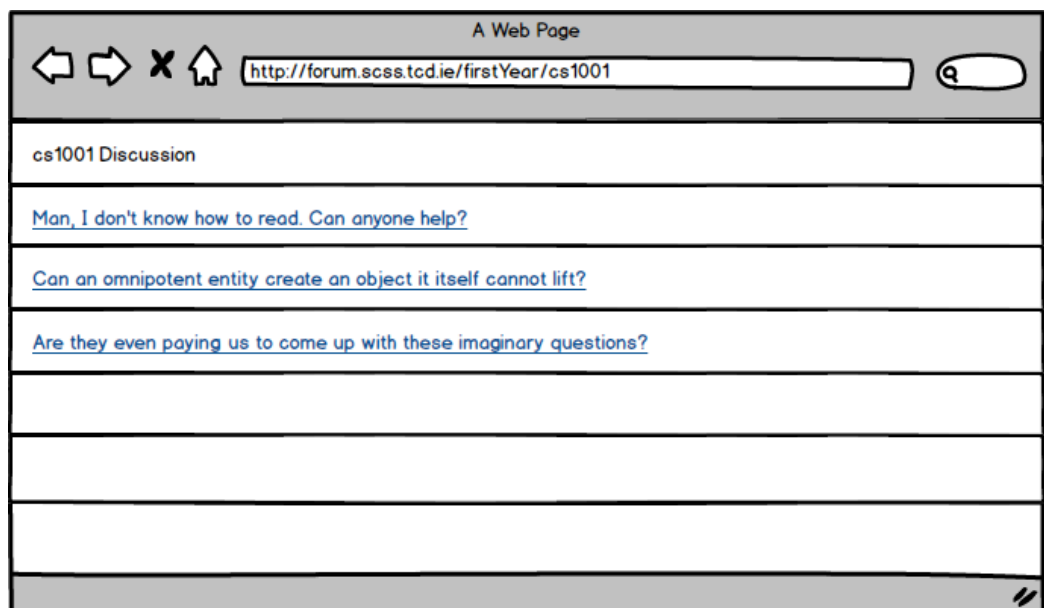 A Web Page
http://forum.scss.tcd.ie/firstYear/cs1001
cs1001 Discussion
Man, I don't know how to read. Can anyone help?
Can an omnipotent entity create an object it itself cannot lift?
Are they even paying us to come up with these imaginary questions?